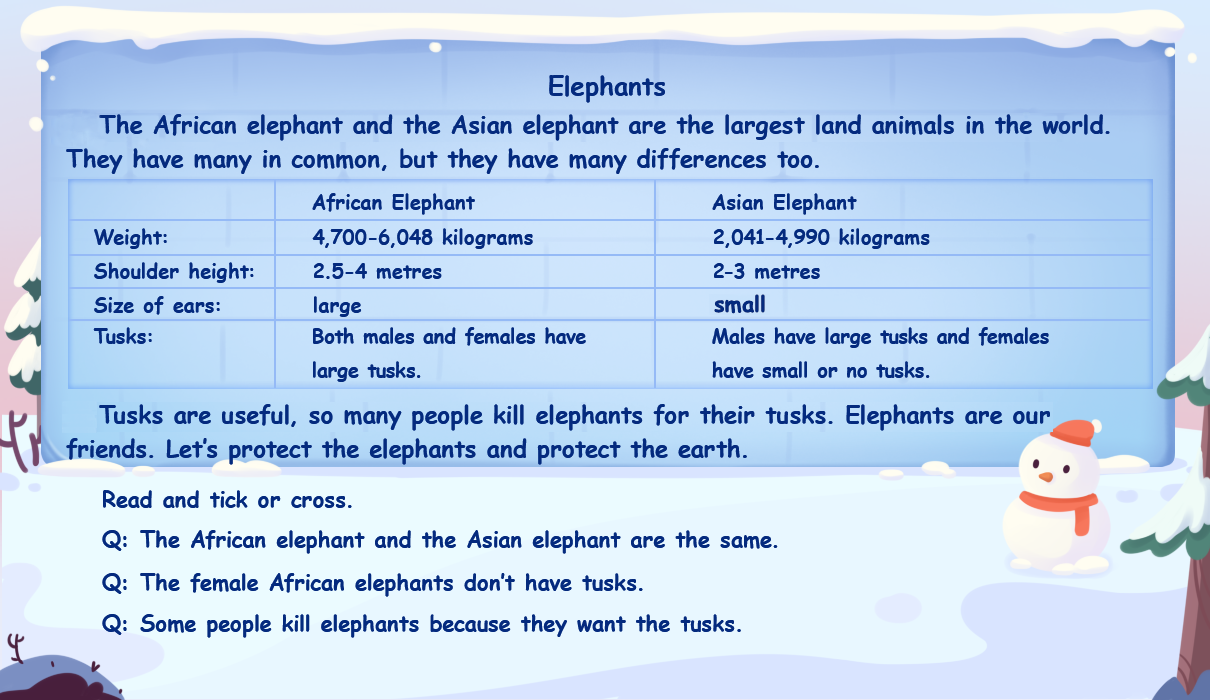 Elephants
The African elephant and the Asian elephant are the largest land animals in the world.
They have many in common, but they have many differences too.
African Elephant Asian Elephant
Weight: 4,700-6,048 kilograms 2,041-4,990 kilograms
Shoulder height: 2.5-4 metres 2-3 metres
Size of ears: large small
Tusks: Both males and females have Males have large tusks and females
large tusks. have small or no tusks.
Tusks are useful, so many people kill elephants for their tusks. Elephants are our
friends. Let's protect the elephants and protect the earth.
Read and tick or cross.
Q: The African elephant and the Asian elephant are the same.
Q: The female African elephants don't have tusks.
Q: Some people kill elephants because they want the tusks.